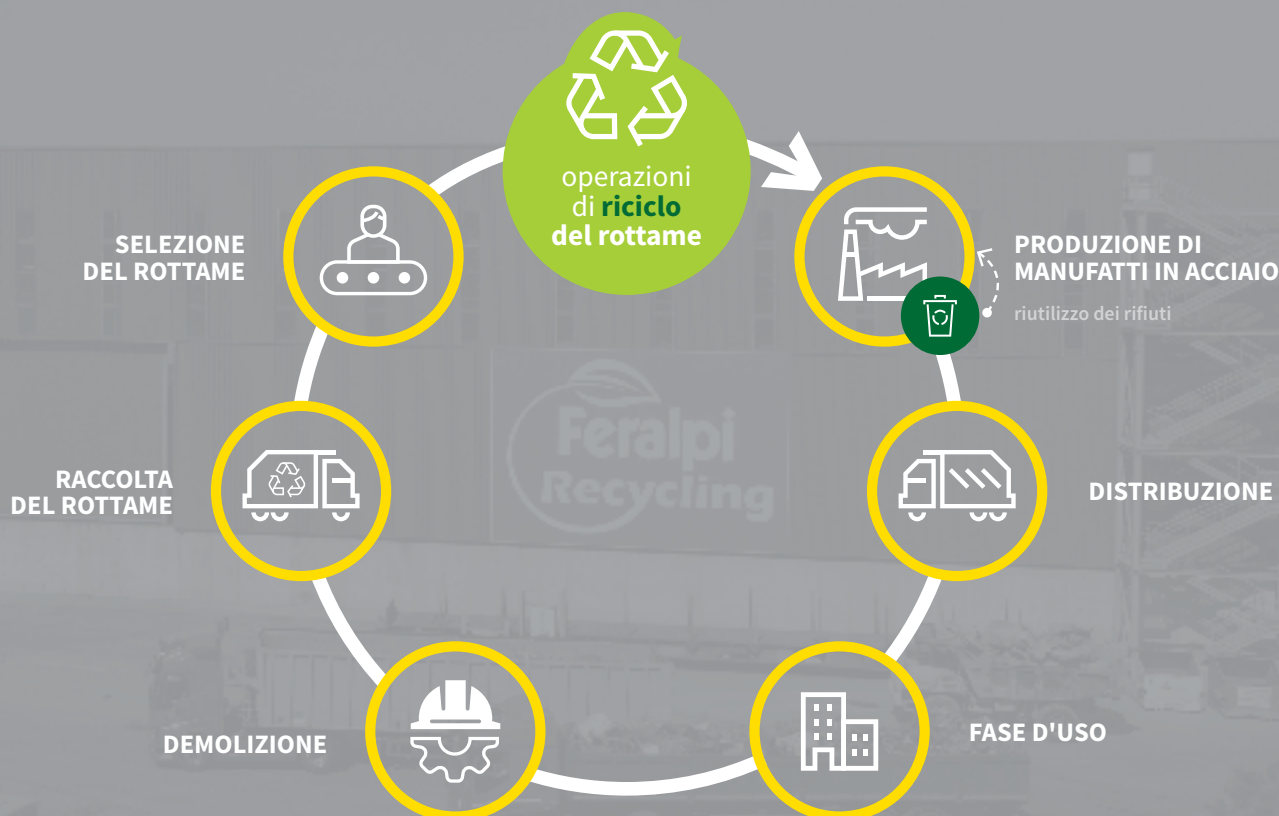 operazioni
di riciclo
del rottame
SELEZIONE
DEL ROTTAME
PRODUZIONE DI
MANUFATTI IN ACCIAIO
riutilizzo dei rifiuti
Feralpi
Recycling
RACCOLTA
DEL ROTTAME
DISTRIBUZIONE
DEMOLIZIONE
FASE D'USO